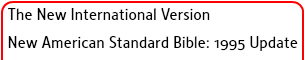 The New International Version
New American Standard Bible: 1995 Update